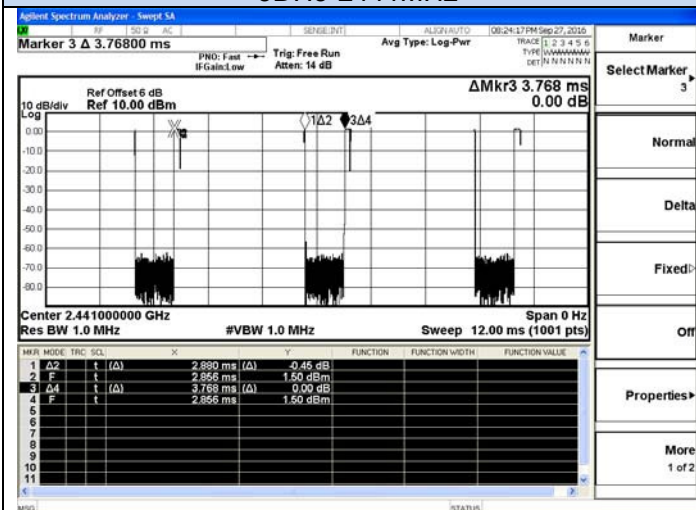 Agilent Spectrum Analyzer - Swept SA
RF 50 Ω AC SENSE:INT ALIGN AUTO 08:24:17 PM Sep 27, 2016
Marker 3 Δ 3.76800 ms
PNO: Fast
IFGain:Low
Trig: Free Run
Atten: 14 dB
Avg Type: Log-Pwr
TRACE 1 2 3 4 5 6
TYPE WWWWWW
DET N N N N N N
Ref Offset 6 dB
10 dB/div Ref 10.00 dBm
Log
ΔMkr3 3.768 ms
0.00 dB
1Δ2 3Δ4
0.00
-10.0
-20.0
-30.0
-40.0
-50.0
-60.0
-70.0
-80.0
Center 2.441000000 GHz Span 0 Hz
Res BW 1.0 MHz #VBW 1.0 MHz Sweep 12.00 ms (1001 pts)
MKR MODE TRC SCL X Y FUNCTION FUNCTION WIDTH FUNCTION VALUE
1 Δ2 t (Δ) 2.880 ms (Δ) -0.45 dB
2 F t 2.856 ms 1.50 dBm
3 Δ4 t (Δ) 3.768 ms (Δ) 0.00 dB
4 F t 2.856 ms 1.50 dBm
5
6
7
8
9
10
11
MSG STATUS
Marker
Select Marker
3
Normal
Delta
Fixed
Off
Properties
More
1 of 2